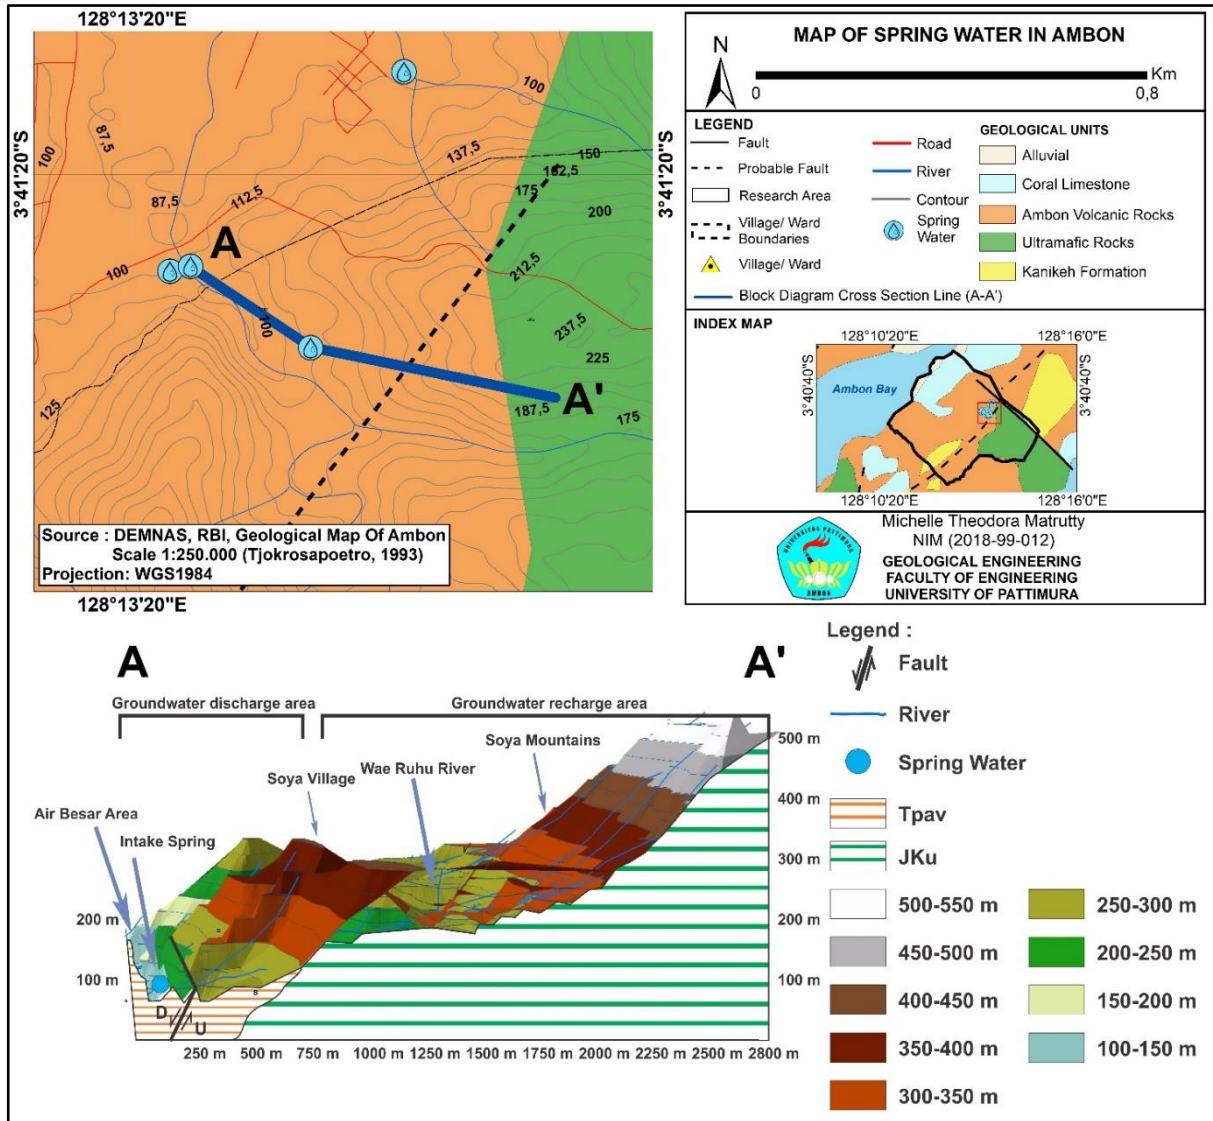 128°13'20"E
3°41'20"S
3°41'20"S
100
87,5
87,5
112,5
137,5
100
150
162,5
175
200
212,5
237,5
225
187,5
175
100
100
125
A
A'
Source : DEMNAS, RBI, Geological Map Of Ambon
Scale 1:250.000 (Tjokrosapoetro, 1993)
Projection: WGS1984
128°13'20"E
MAP OF SPRING WATER IN AMBON
N
Km
0
0,8
LEGEND
Fault
Probable Fault
Research Area
Village/ Ward
Boundaries
Village/ Ward
Block Diagram Cross Section Line (A-A')
Road
River
Contour
Spring
Water
GEOLOGICAL UNITS
Alluvial
Coral Limestone
Ambon Volcanic Rocks
Ultramafic Rocks
Kanikeh Formation
INDEX MAP
128°10'20"E
128°16'0"E
3°40'40"S
3°40'40"S
Ambon Bay
128°10'20"E
128°16'0"E
UNIVERSITAS PATTIMURA
AMBON
Michelle Theodora Matrutty
NIM (2018-99-012)
GEOLOGICAL ENGINEERING
FACULTY OF ENGINEERING
UNIVERSITY OF PATTIMURA
A
A'
Groundwater discharge area
Groundwater recharge area
Soya Mountains
Wae Ruhu River
Soya Village
Air Besar Area
Intake Spring
200 m
100 m
500 m
400 m
300 m
200 m
100 m
D
U
250 m 500 m 750 m 1000 m 1250 m 1500 m 1750 m 2000 m 2250 m 2500 m 2800 m
Legend :
Fault
River
Spring Water
Tpav
JKu
500-550 m
450-500 m
400-450 m
350-400 m
300-350 m
250-300 m
200-250 m
150-200 m
100-150 m